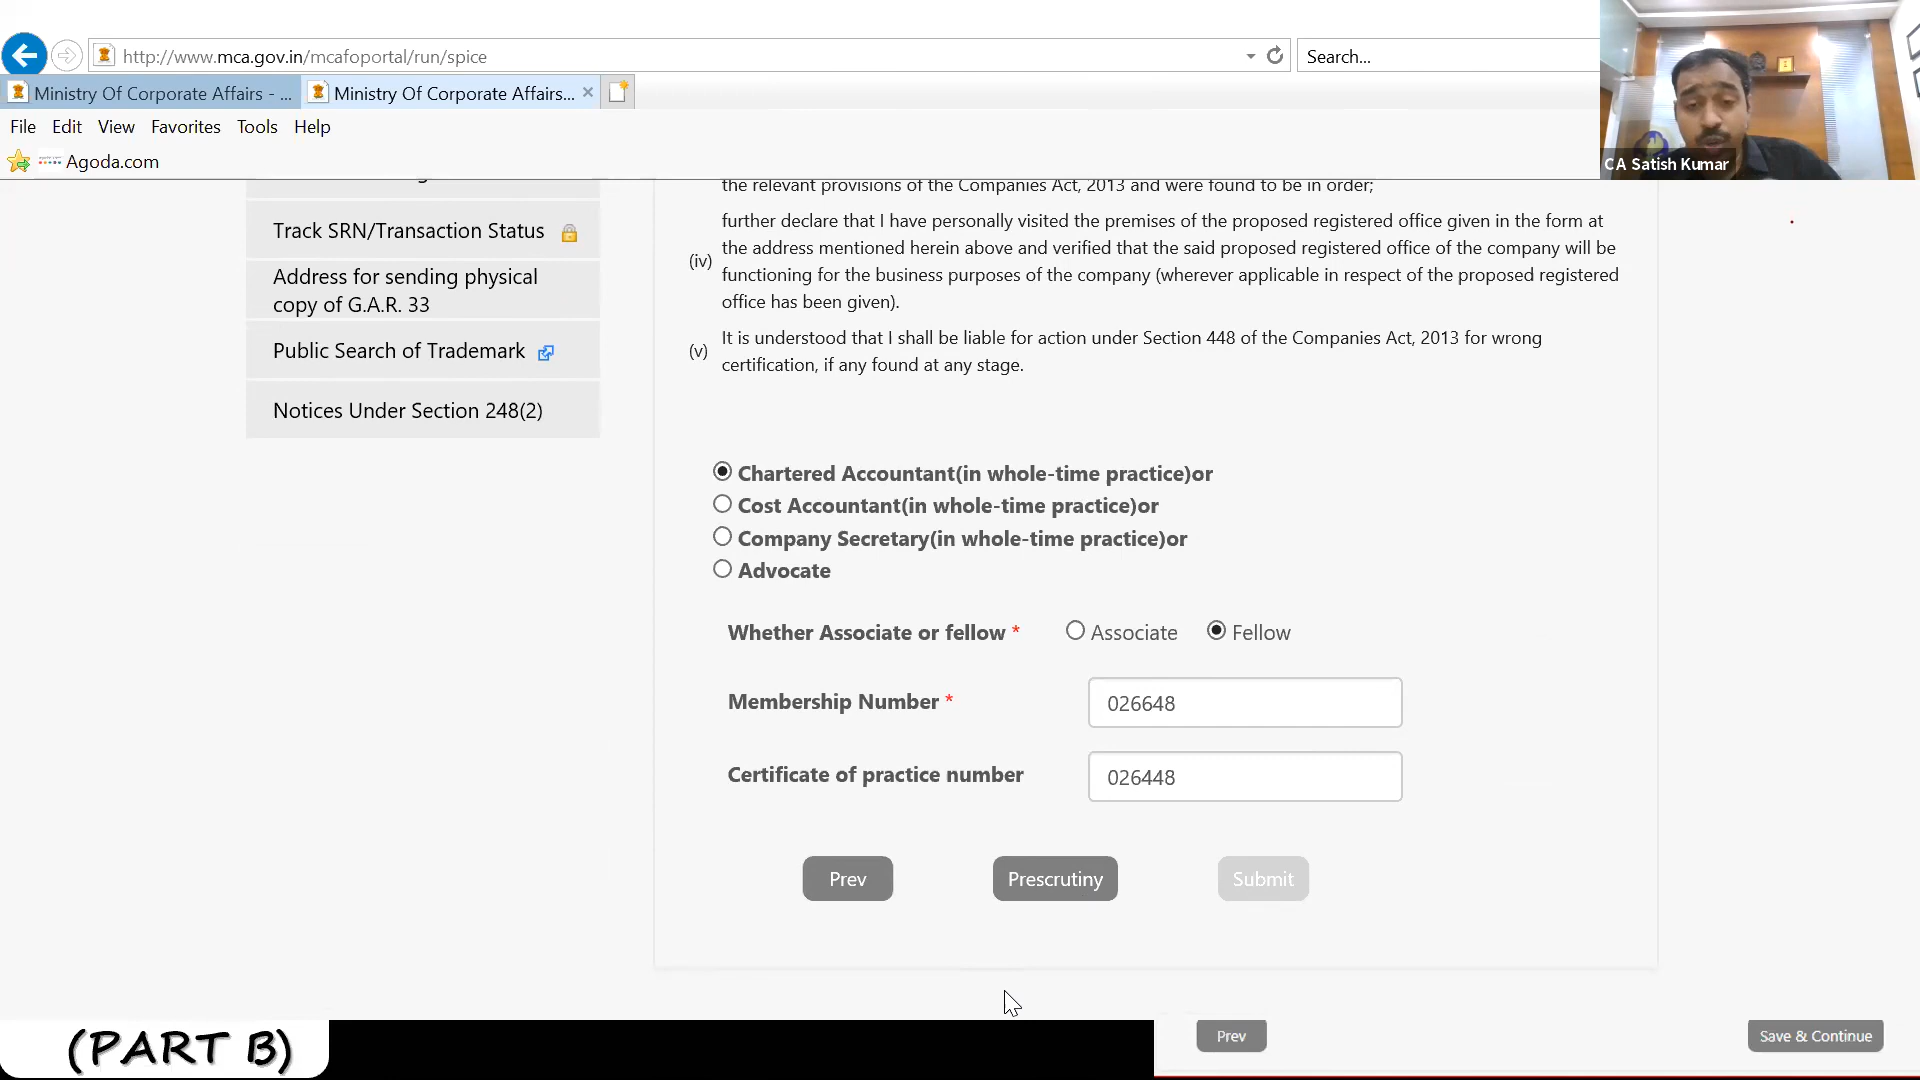 http://www.mca.gov.in/mcafoportal/run/spice
Search...
Ministry Of Corporate Affairs - ...
Ministry Of Corporate Affairs...
File Edit View Favorites Tools Help
Agoda.com
CA Satish Kumar
the relevant provisions of the Companies Act, 2013 and were found to be in order;
Track SRN/Transaction Status
Address for sending physical
copy of G.A.R. 33
Public Search of Trademark
Notices Under Section 248(2)
(iv) further declare that I have personally visited the premises of the proposed registered office given in the form at
the address mentioned herein above and verified that the said proposed registered office of the company will be
functioning for the business purposes of the company (wherever applicable in respect of the proposed registered
office has been given).
(v) It is understood that I shall be liable for action under Section 448 of the Companies Act, 2013 for wrong
certification, if any found at any stage.
Chartered Accountant(in whole-time practice)or
Cost Accountant(in whole-time practice)or
Company Secretary(in whole-time practice)or
Advocate
Whether Associate or fellow * Associate Fellow
Membership Number * 026648
Certificate of practice number 026448
Prev Prescrutiny Submit
(PART B)
Prev Save & Continue